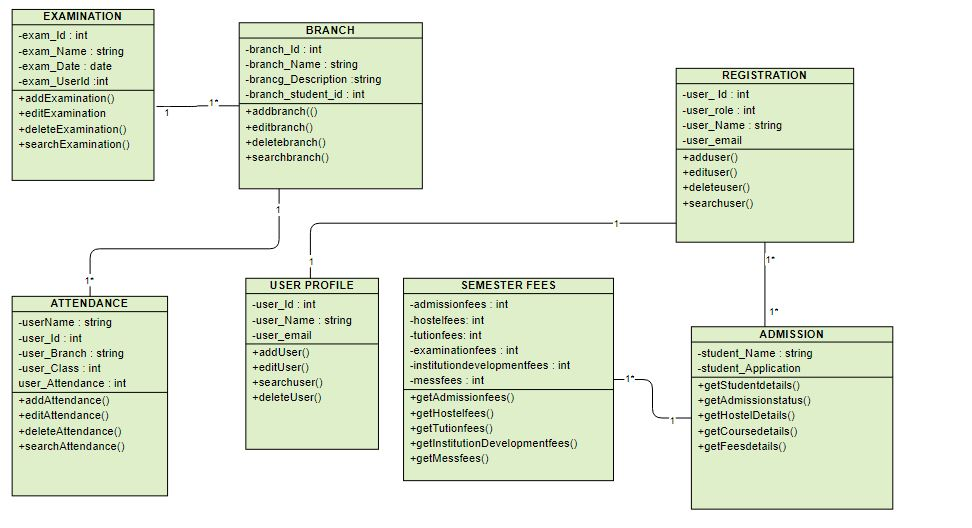 EXAMINATION
-exam_Id : int
-exam_Name : string
-exam_Date : date
-exam_UserId :int
+addExamination()
+editExamination
+deleteExamination()
+searchExamination()
1
1*
BRANCH
-branch_Id : int
-branch_Name : string
-brancg_Description :string
-branch_student_id : int
+addbranch(()
+editbranch()
+deletebranch()
+searchbranch()
REGISTRATION
-user_ Id : int
-user_role : int
-user_Name : string
-user_email
+adduser()
+edituser()
+deleteuser()
+searchuser()
1
1*
1
1
1*
1*
ATTENDANCE
-userName : string
-user_Id : int
-user_Branch : string
-user_Class : int
user_Attendance : int
+addAttendance()
+editAttendance()
+deleteAttendance()
+searchAttendance()
USER PROFILE
-user_Id : int
-user_Name : string
-user_email
+addUser()
+editUser()
+searchuser()
+deleteUser()
SEMESTER FEES
-admissionfees : int
-hostelfees: int
-tutionfees: int
-examinationfees : int
-institutiondevelopmentfees : int
-messfees : int
+getAdmissionfees()
+getHostelfees()
+getTutionfees()
+getInstitutionDevelopmentfees()
+getMessfees()
1*
1
ADMISSION
-student_Name : string
-student_Application
+getStudentdetails()
+getAdmissionstatus()
+getHostelDetails()
+getCoursedetails()
+getFeesdetails()